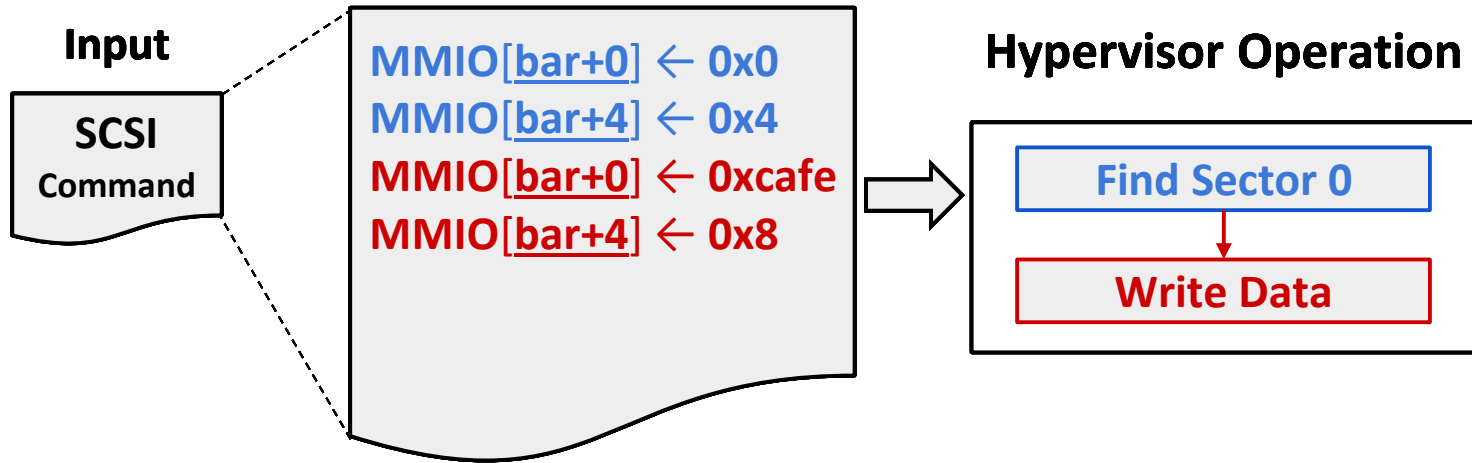 Input
SCSI
Command
MMIO[bar+0] ← 0x0
MMIO[bar+4] ← 0x4
MMIO[bar+0] ← 0xcafe
MMIO[bar+4] ← 0x8
Hypervisor Operation
Find Sector 0
Write Data